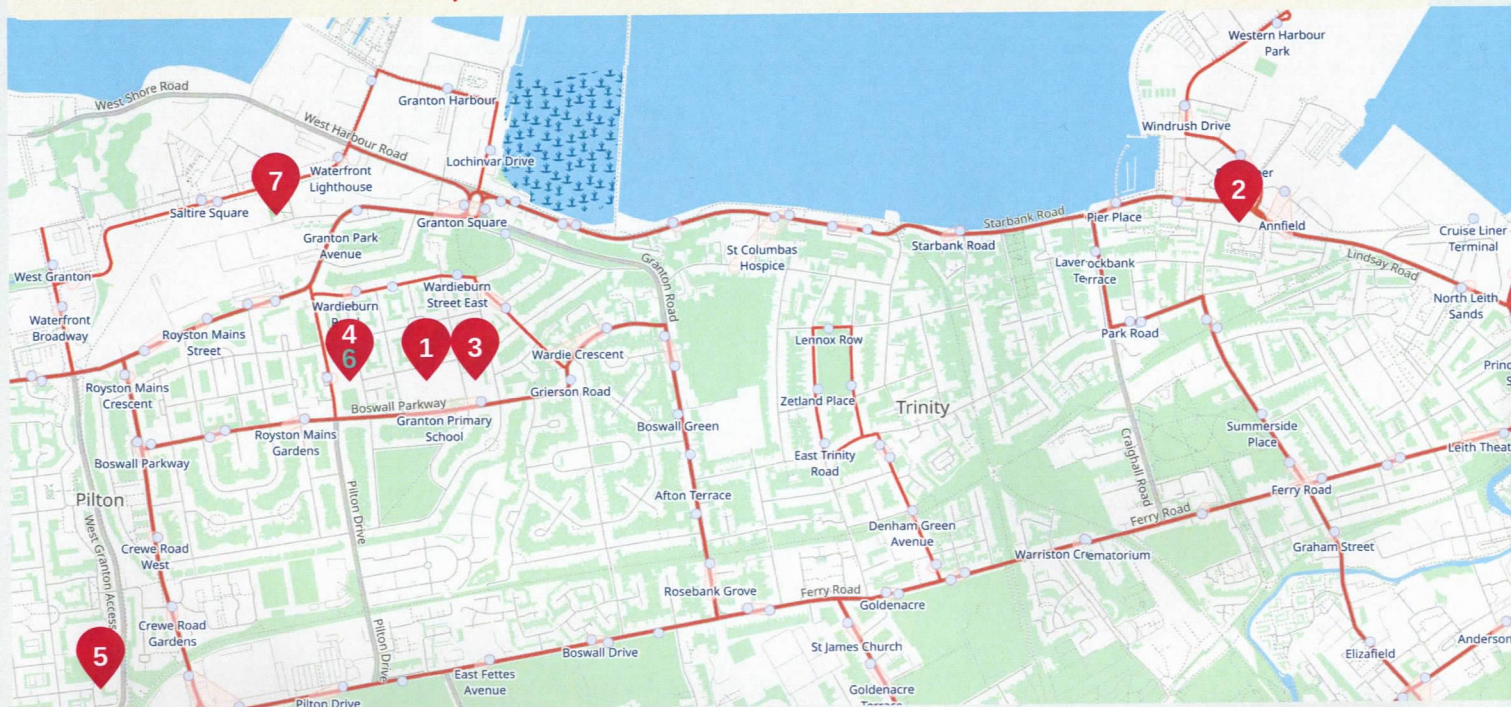 Western Harbour
Park
West Shore Road
Granton Harbour
West Harbour Road
Windrush Drive
Lochinvar Drive
Waterfront
Lighthouse
7
2
Saltire Square
Granton Square
Starbank Road
Pier Place
Annfield
Cruise Liner
Terminal
Granton Park
Avenue
St Columbas
Hospice
Starbank Road
Laverockbank
Terrace
Lindsay Road
West Granton
Granton Road
Wardieburn
Street East
Wardieburn
North Leith
Sands
Waterfront
Broadway
Royston Mains
Street
4
6
1
3
Park Road
Lennox Row
Wardie Crescent
Royston Mains
Crescent
Grierson Road
Zetland Place
Trinity
Boswall Parkway
Granton Primary
School
Boswall Green
Royston Mains
Gardens
Summerside
Place
Craighall Road
Boswall Parkway
East Trinity
Road
Pilton
Afton Terrace
Ferry Road
Pilton Drive
Ferry Road
West Granton Access
Denham Green
Avenue
Crewe Road
West
Warriston Crematorium
Graham Street
Rosebank Grove
Ferry Road
Goldenacre
Crewe Road
Gardens
Pilton Drive
St James Church
Elizafield
5
Boswall Drive
East Fettes
Avenue
Goldenacre
Pilton Drive